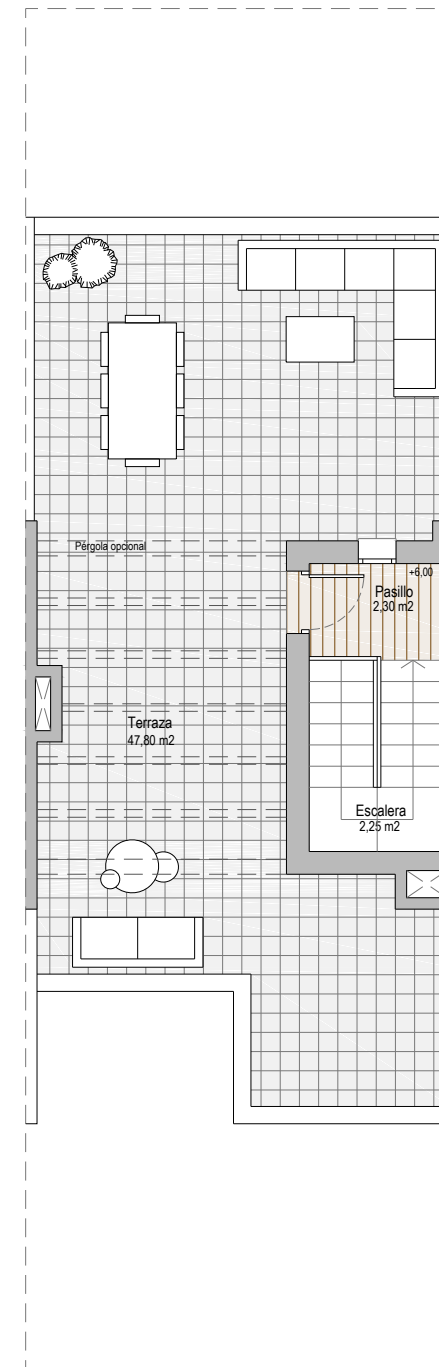 Pérgola opcional
+6,00
Pasillo
2,30 m2
Terraza
47,80 m2
Escalera
2,25 m2